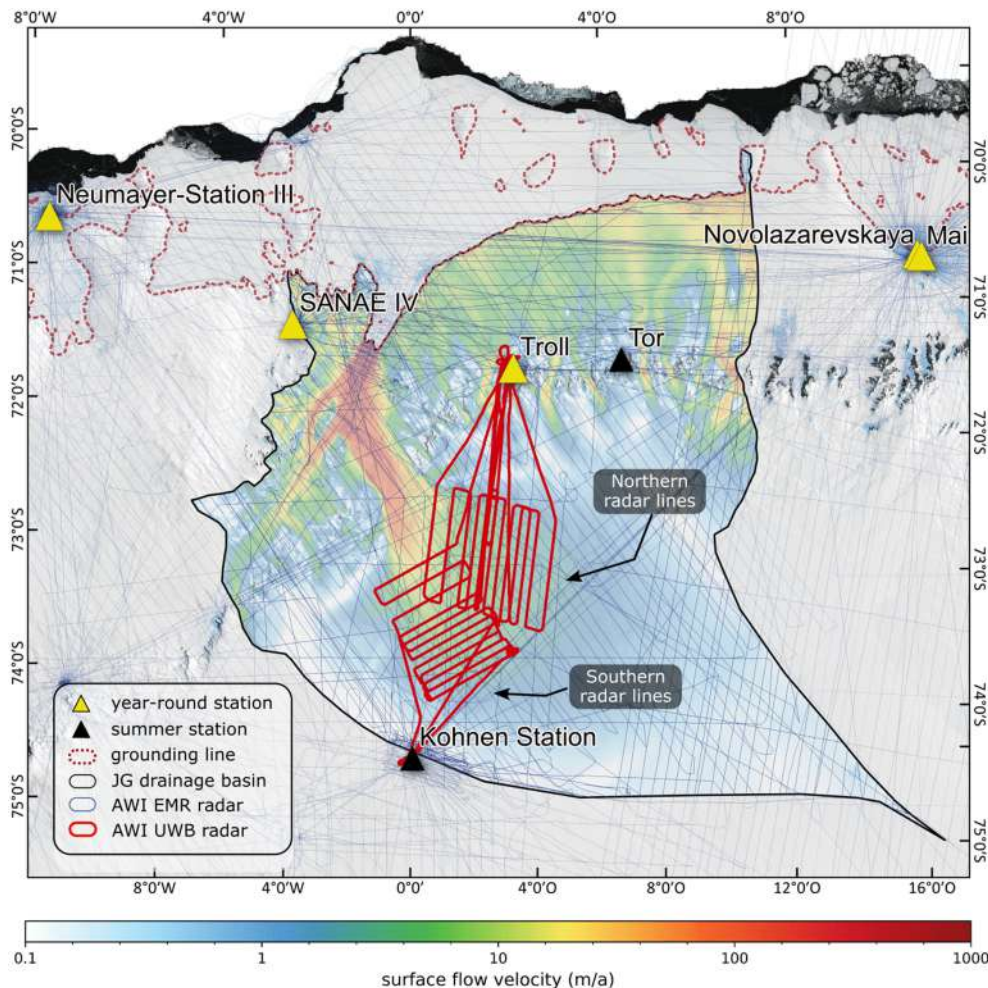 8°0'W
4°0'W
0°0'
4°0'O
8°0'O
70°0'S
70°0'S
Neumayer-Station III
Novolazarevskaya Mai
71°0'S
71°0'S
SANAE IV
Troll
Tor
72°0'S
72°0'S
Northern
radar lines
73°0'S
73°0'S
Southern
radar lines
74°0'S
74°0'S
Kohnen Station
75°0'S
75°0'S
year-round station
summer station
grounding line
JG drainage basin
AWI EMR radar
AWI UWB radar
8°0'W
4°0'W
0°0'
4°0'O
8°0'O
12°0'O
16°0'O
0.1
1
10
100
1000
surface flow velocity (m/a)